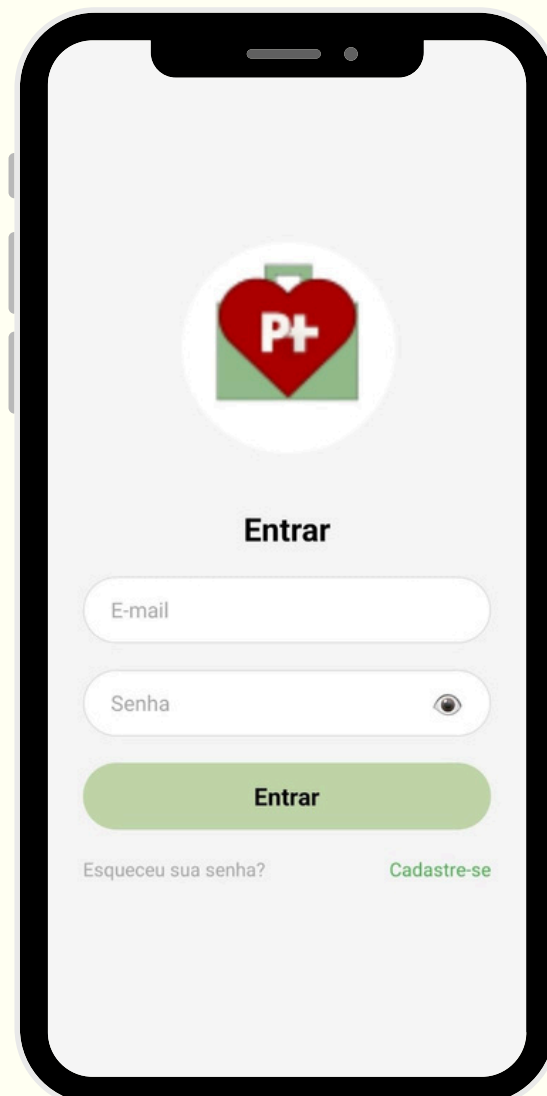 P+
Entrar
E-mail
Senha
Entrar
Esqueceu sua senha? Cadastre-se